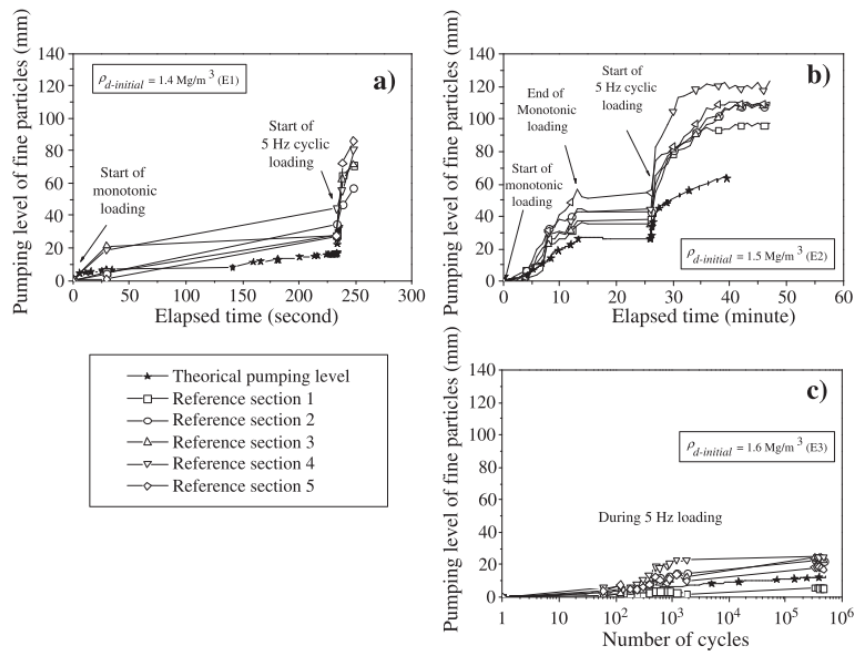 Pumping level of fine particles (mm)
140
120
100
80
60
40
20
0
ρd-initial = 1.4 Mg/m3 (E1)
a)
Start of
monotonic
loading
Start of
5 Hz cyclic
loading
0 50 100 150 200 250 300
Elapsed time (second)
Pumping level of fine particles (mm)
140
120
100
80
60
40
20
0
b)
Start of
monotonic
loading
End of
Monotonic
loading
Start of
5 Hz cyclic
loading
ρd-initial = 1.5 Mg/m3 (E2)
0 10 20 30 40 50 60
Elapsed time (minute)
Theorical pumping level
Reference section 1
Reference section 2
Reference section 3
Reference section 4
Reference section 5
Pumping level of fine particles (mm)
140
120
100
80
60
40
20
0
c)
ρd-initial = 1.6 Mg/m3 (E3)
During 5 Hz loading
1 10 10² 10³ 10⁴ 10⁵ 10⁶
Number of cycles